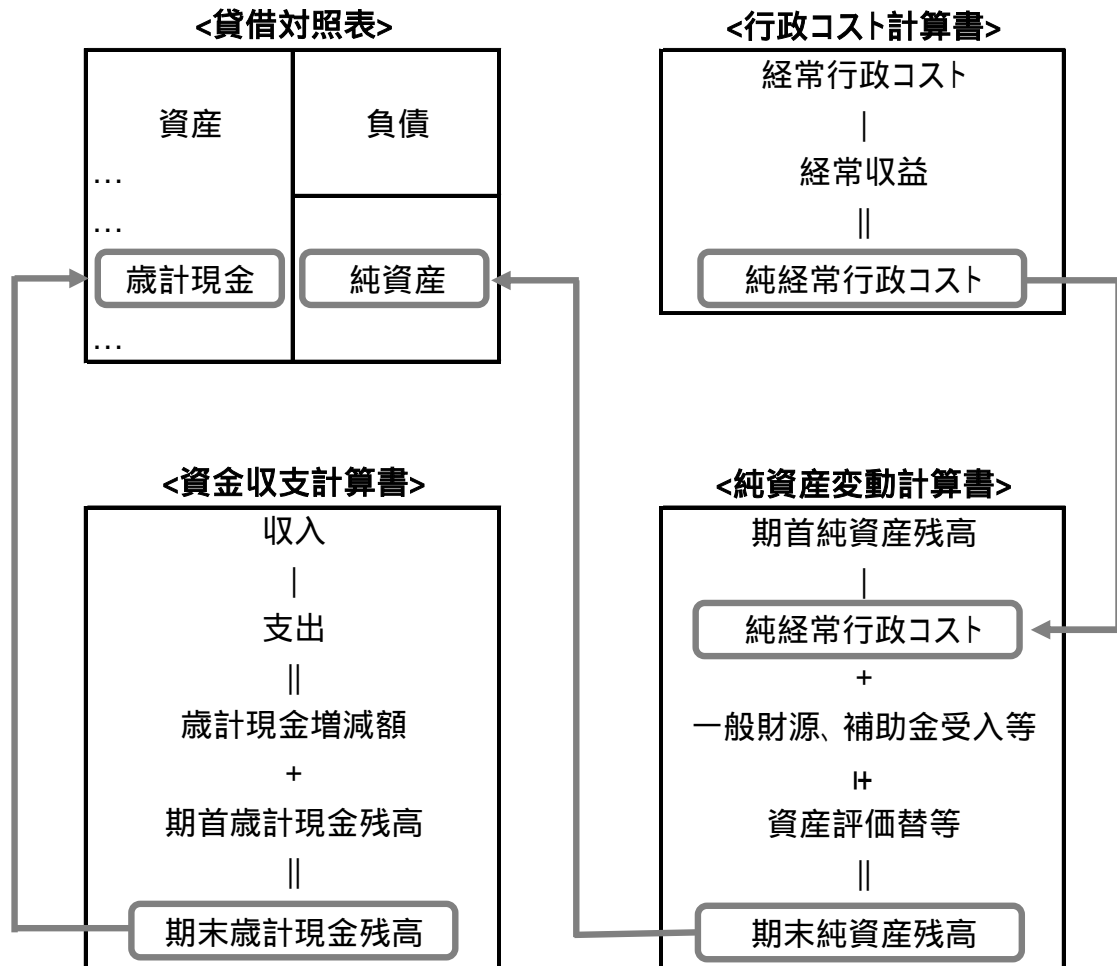 <貸借対照表>
資産
負債
…
…
歳計現金
純資産
…
<行政コスト計算書>
経常行政コスト
|
経常収益
||
純経常行政コスト
<資金収支計算書>
収入
|
支出
||
歳計現金増減額
+
期首歳計現金残高
||
期末歳計現金残高
<純資産変動計算書>
期首純資産残高
|
純経常行政コスト
+
一般財源、補助金受入等
資産評価替等
||
期末純資産残高